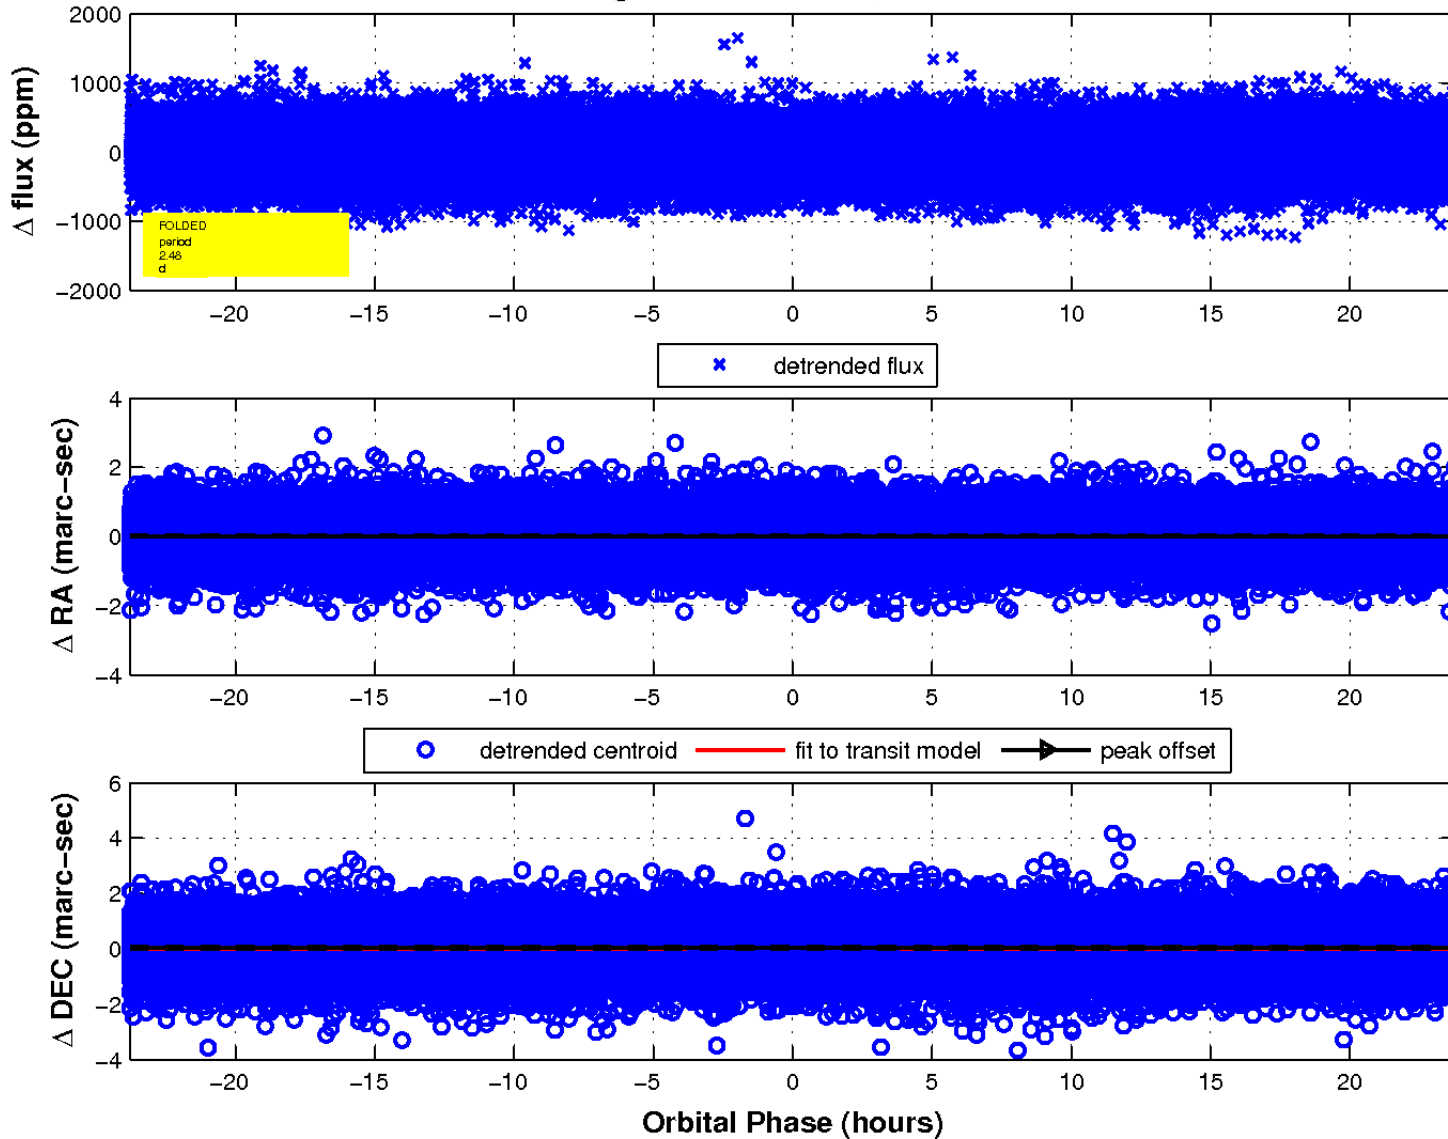 2000
1000
0
−1000
−2000
Δ flux (ppm)
FOLDED
period
2.48
d
−20 −15 −10 −5 0 5 10 15 20
detrended flux
4
2
0
−2
−4
Δ RA (marc−sec)
−20 −15 −10 −5 0 5 10 15 20
detrended centroid fit to transit model peak offset
6
4
2
0
−2
−4
Δ DEC (marc−sec)
−20 −15 −10 −5 0 5 10 15 20
Orbital Phase (hours)